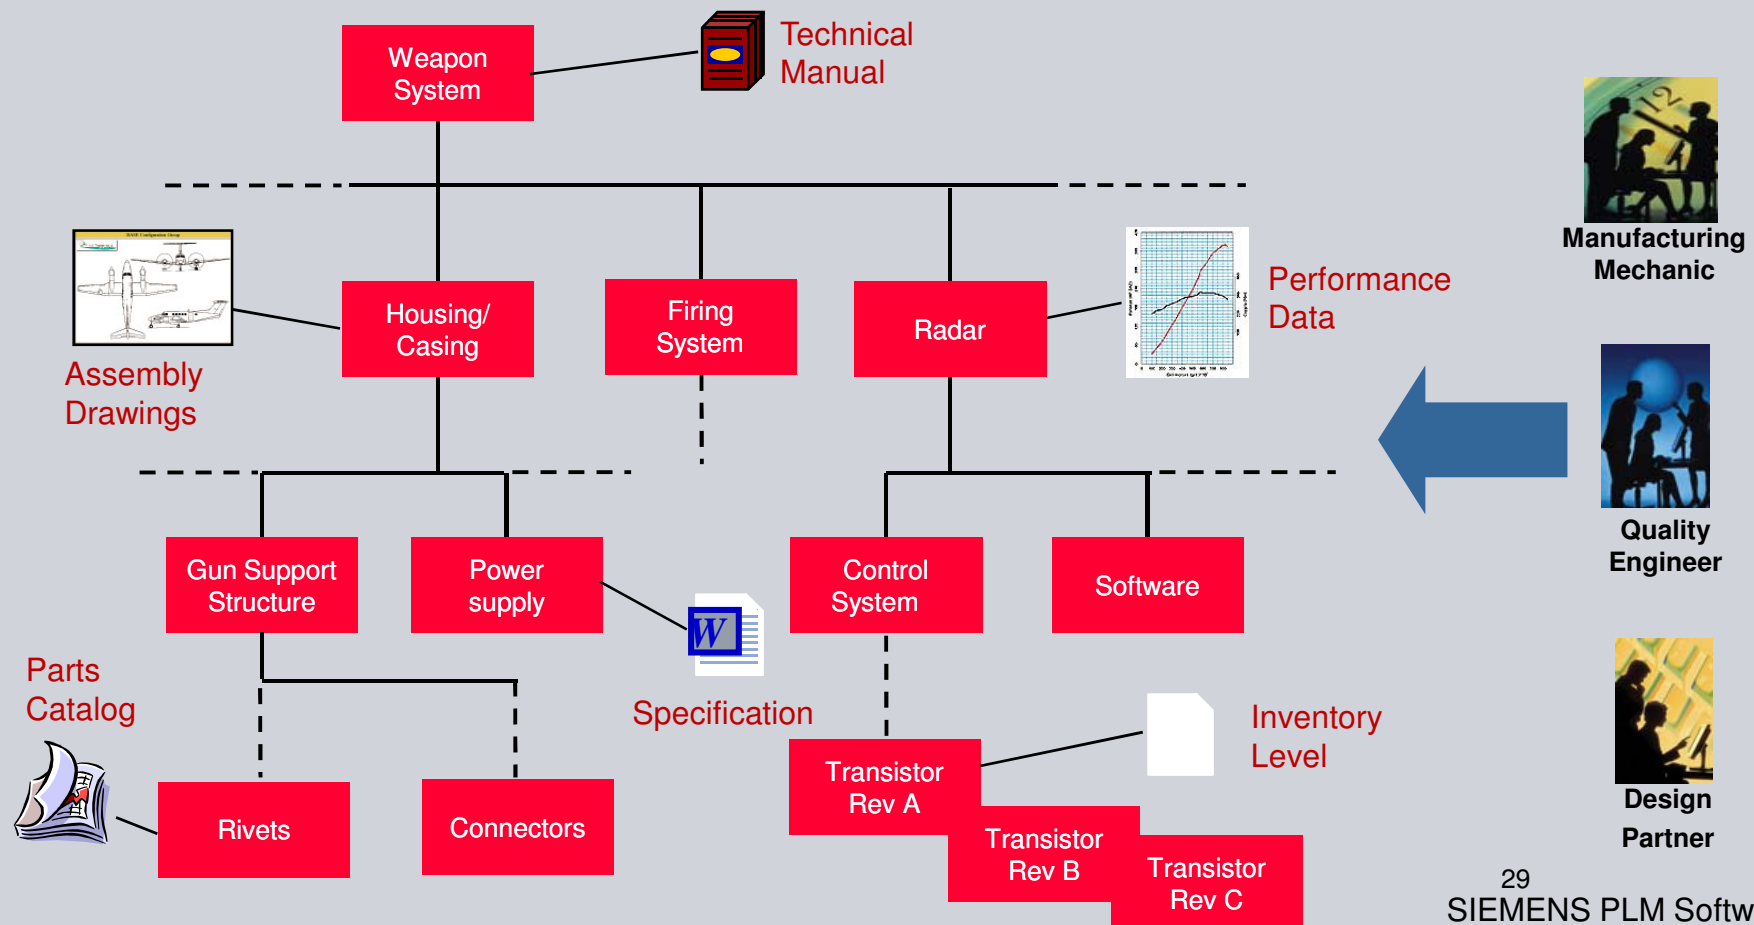 Weapon
System
Technical
Manual
Manufacturing
Mechanic
Housing/
Casing
Firing
System
Radar
Performance
Data
Assembly
Drawings
Quality
Engineer
Gun Support
Structure
Power
supply
W
Control
System
Software
Parts
Catalog
Specification
Inventory
Level
Transistor
Rev A
Rivets
Connectors
Transistor
Rev B
Transistor
Rev C
Design
Partner
29
SIEMENS PLM Softw